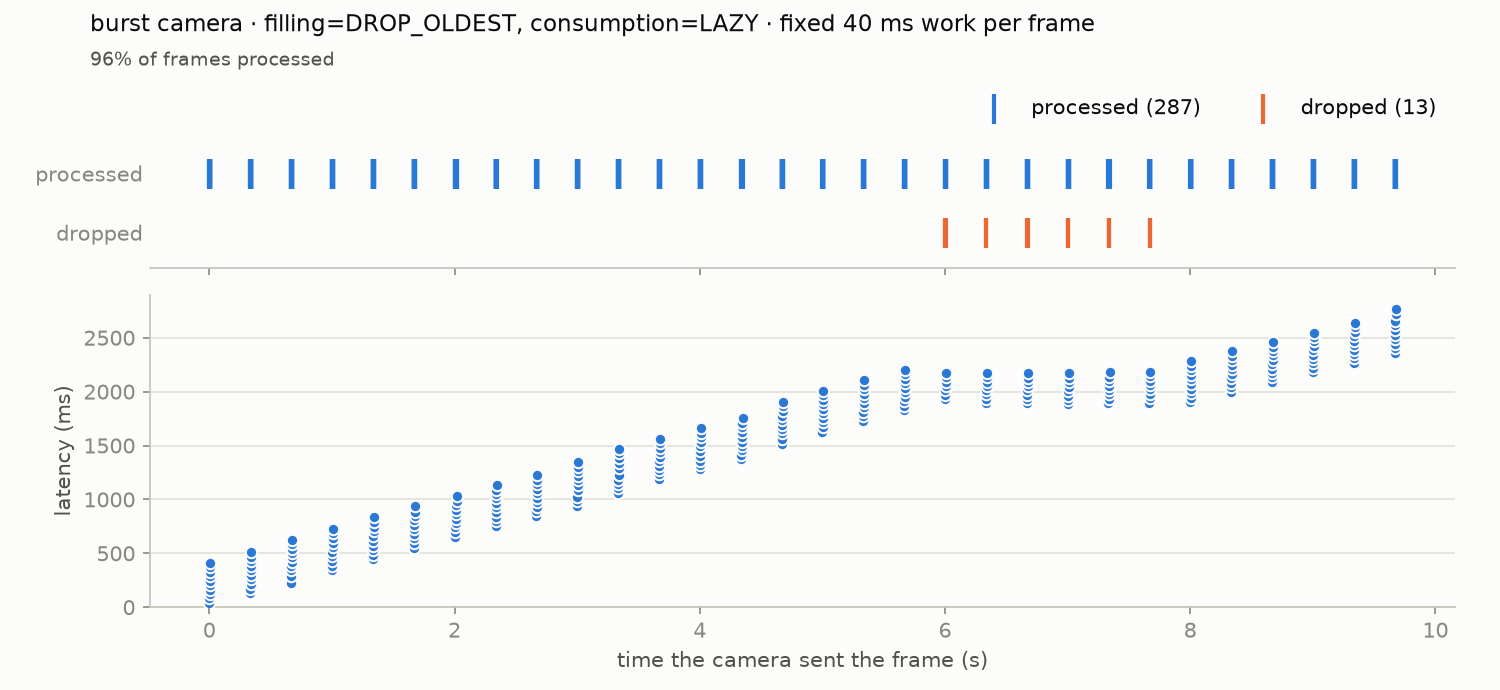 burst camera · filling=DROP_OLDEST, consumption=LAZY · fixed 40 ms work per frame
96% of frames processed
processed (287)
dropped (13)
processed
dropped
latency (ms)
2500
2000
1500
1000
500
0
0 2 4 6 8 10
time the camera sent the frame (s)